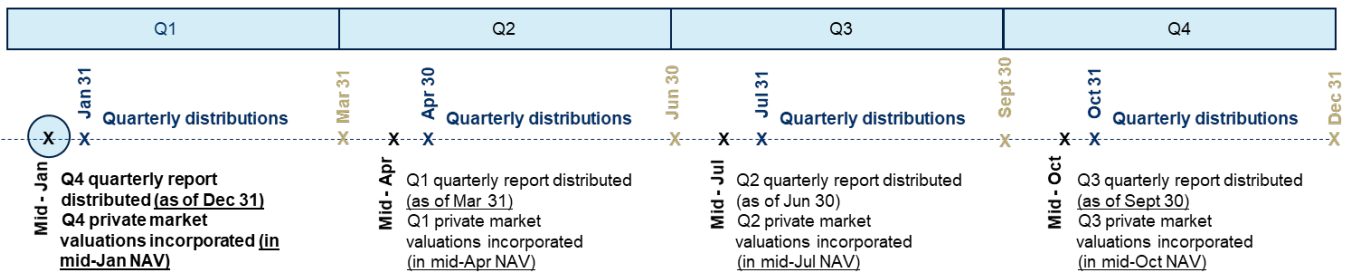 Q1
Q2
Q3
Q4
Jan 31
Mar 31
Apr 30
Jun 30
Jul 31
Sept 30
Oct 31
Dec 31
Quarterly distributions
Quarterly distributions
Quarterly distributions
Quarterly distributions
X X X X X X X X X X X X
Mid - Jan
Q4 quarterly report
distributed (as of Dec 31)
Q4 private market
valuations incorporated (in
mid-Jan NAV)
Mid - Apr
Q1 quarterly report distributed
(as of Mar 31)
Q1 private market
valuations incorporated
(in mid-Apr NAV)
Mid - Jul
Q2 quarterly report distributed
(as of Jun 30)
Q2 private market
valuations incorporated
(in mid-Jul NAV)
Mid - Oct
Q3 quarterly report distributed
(as of Sept 30)
Q3 private market
valuations incorporated
(in mid-Oct NAV)